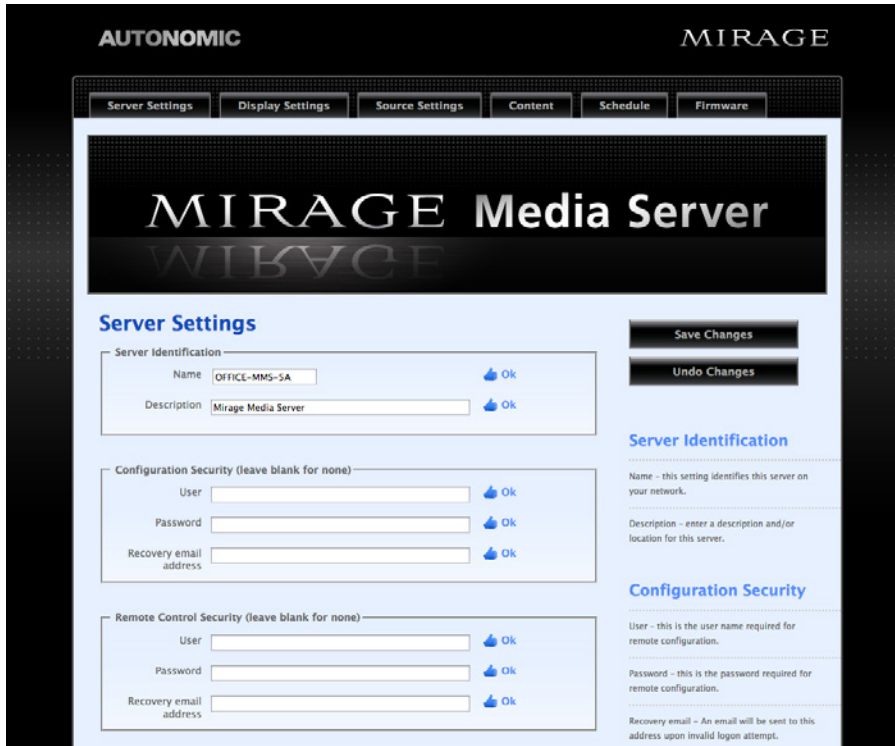 AUTONOMIC
MIRAGE
Server Settings
Display Settings
Source Settings
Content
Schedule
Firmware
MIRAGE Media Server
Server Settings
Server Identification
Name
OFFICE-MMS-5A
Ok
Description
Mirage Media Server
Ok
Configuration Security (leave blank for none)
User
Ok
Password
Ok
Recovery email
address
Ok
Remote Control Security (leave blank for none)
User
Ok
Password
Ok
Recovery email
address
Ok
Save Changes
Undo Changes
Server Identification
Name - this setting identifies this server on
your network.
Description - enter a description and/or
location for this server.
Configuration Security
User - this is the user name required for
remote configuration.
Password - this is the password required for
remote configuration.
Recovery email - An email will be sent to this
address upon invalid logon attempt.